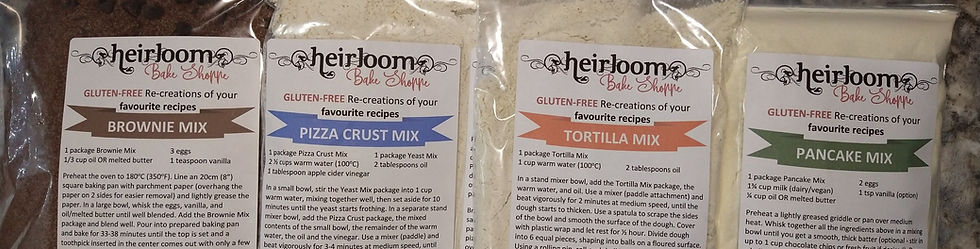 heirloom
Bake Shoppe
GLUTEN-FREE Re-creations of your
favourite recipes
BROWNIE MIX
1 package Brownie Mix 3 eggs
1/3 cup oil OR melted butter 1 teaspoon vanilla
Preheat the oven to 180°C (350°F). Line an 20cm (8")
square baking pan with parchment paper (overhang the
paper on 2 sides for easier removal) and lightly grease the
paper. In a large bowl, whisk the eggs, vanilla, and
oil/melted butter until well blended. Add the Brownie Mix
package and blend well. Pour into prepared baking pan
and bake for 33-38 minutes until the top is set and a
toothpick inserted in the center comes out with only a few
heirloom
Bake Shoppe
GLUTEN-FREE Re-creations of your
favourite recipes
PIZZA CRUST MIX
1 package Pizza Crust Mix 1 package Yeast Mix
2 ½ cups warm water (100°C) 2 tablespoons oil
1 tablespoon apple cider vinegar
In a small bowl, stir the Yeast Mix package into 1 cup
warm water, mixing together well, then set aside for 10
minutes until the yeast starts frothing. In a separate stand
mixer bowl, add the Pizza Crust package, the mixed
contents of the small bowl, the remainder of the warm
water, the oil and the vinegar. Use a mixer (paddle) and
beat vigorously for 3-4 minutes at medium speed, until
heirloom
Bake Shoppe
GLUTEN-FREE Re-creations of your
favourite recipes
TORTILLA MIX
1 package Tortilla Mix
1 cup warm water (100°C) 2 tablespoons oil
In a stand mixer bowl, add the Tortilla Mix package, the
warm water, and oil. Use a mixer (paddle attachment) and
beat vigorously for 2 minutes at medium speed, until the
dough starts to thicken. Use a spatula to scrape the sides
of the bowl and smooth the surface of the dough. Cover
with plastic wrap and let rest for ½ hour. Divide dough
into 6 equal pieces, shaping into balls on a floured surface.
heirloom
Bake Shoppe
GLUTEN-FREE Re-creations of your
favourite recipes
PANCAKE MIX
1 package Pancake Mix 2 eggs
1¾ cup milk (dairy/vegan) 1 tsp vanilla (option)
¼ cup oil OR melted butter
Preheat a lightly greased griddle or pan over medium
heat. Whisk together all the ingredients above in a mixing
bowl until you get a smooth, thick batter (optional - stir in
up to 1 cup chocolate chips or fresh